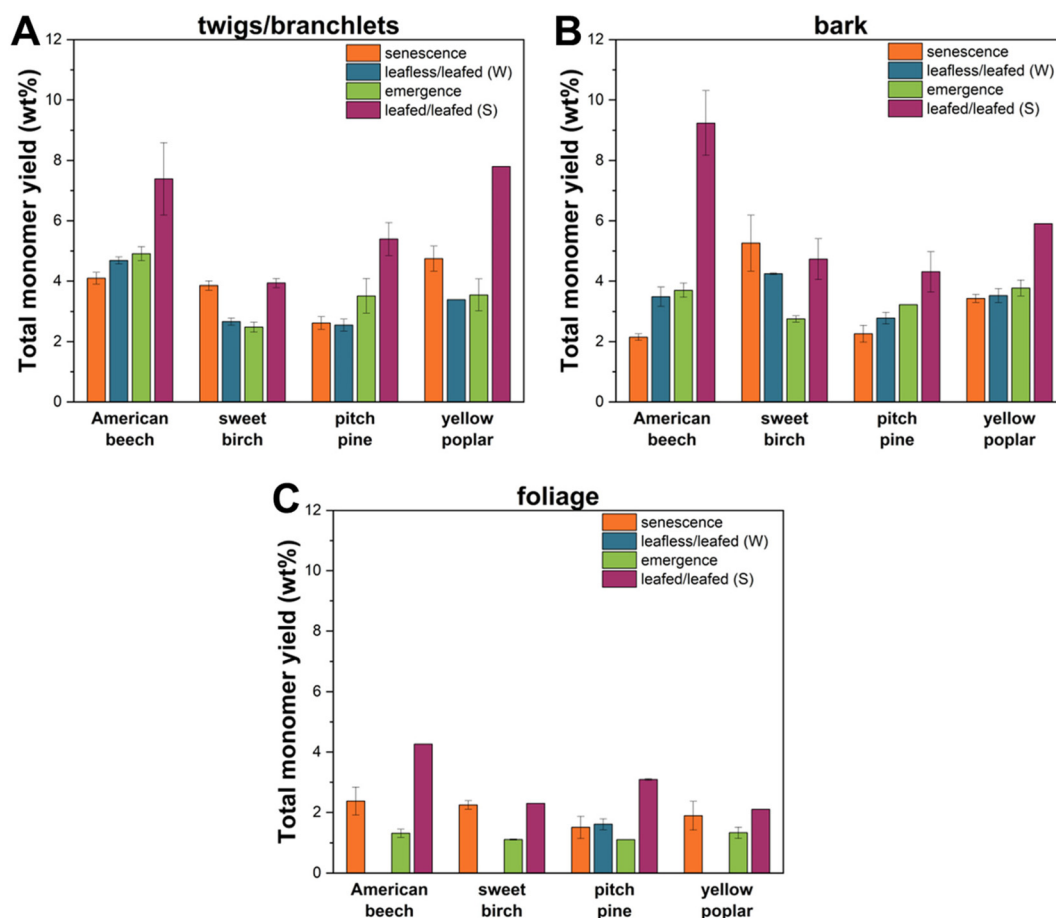 A
twigs/branchlets
Total monomer yield (wt%)
12
10
8
6
4
2
0
senescence
leafless/leafed (W)
emergence
leafed/leafed (S)
American
beech
sweet
birch
pitch
pine
yellow
poplar
B
bark
Total monomer yield (wt%)
12
10
8
6
4
2
0
senescence
leafless/leafed (W)
emergence
leafed/leafed (S)
American
beech
sweet
birch
pitch
pine
yellow
poplar
C
foliage
Total monomer yield (wt%)
12
10
8
6
4
2
0
senescence
leafless/leafed (W)
emergence
leafed/leafed (S)
American
beech
sweet
birch
pitch
pine
yellow
poplar